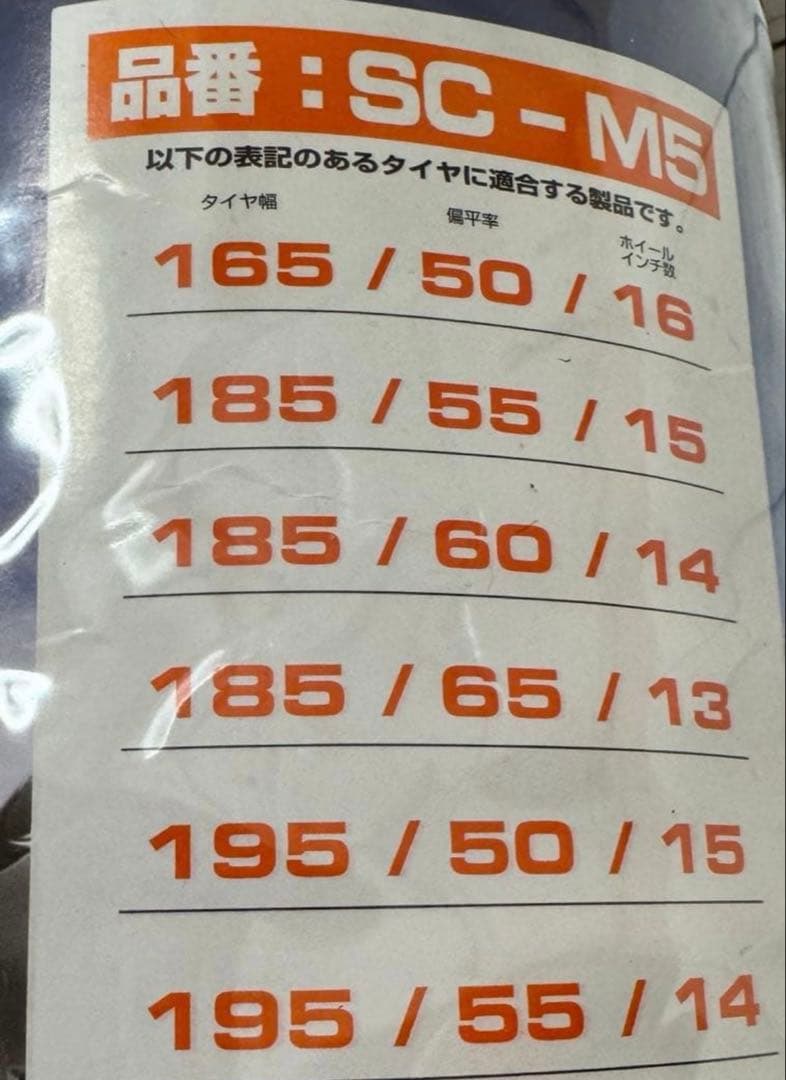 品番：SC-M5
以下の表記のあるタイヤに適合する製品です。
タイヤ幅 偏平率 ホイール
インチ数
165 / 50 / 16
185 / 55 / 15
185 / 60 / 14
185 / 65 / 13
195 / 50 / 15
195 / 55 / 14